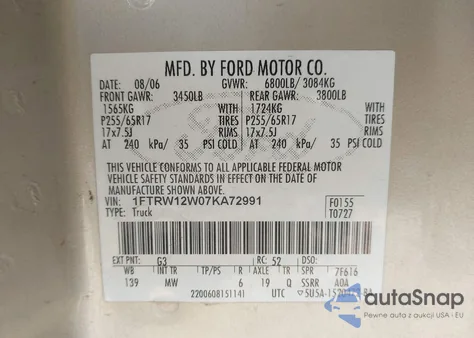 MFD. BY FORD MOTOR CO.
DATE: 08/06 GVWR: 6800LB/ 3084KG
FRONT GAWR: 3450LB REAR GAWR: 3800LB
1565KG WITH 1724KG WITH
P255/65R17 TIRES P255/65R17 TIRES
17x7.5J RIMS 17x7.5J RIMS
AT 240 kPa/ 35 PSI COLD AT 240 kPa/ 35 PSI COLD
THIS VEHICLE CONFORMS TO ALL APPLICABLE FEDERAL MOTOR
VEHICLE SAFETY STANDARDS IN EFFECT ON THE DATE OF
MANUFACTURE SHOWN ABOVE.
VIN: 1FTRW12W07KA72991 F0155
TYPE: Truck T0727
EXT PNT: G3 RC: 52 DSO:
WB INT TR TP/PS R AXLE TR SPR 7F616
139 MW 6 19 Q SSRR A0A
2200608151141 UTC
autoSnap
Pewne auta z aukcji USA i EU